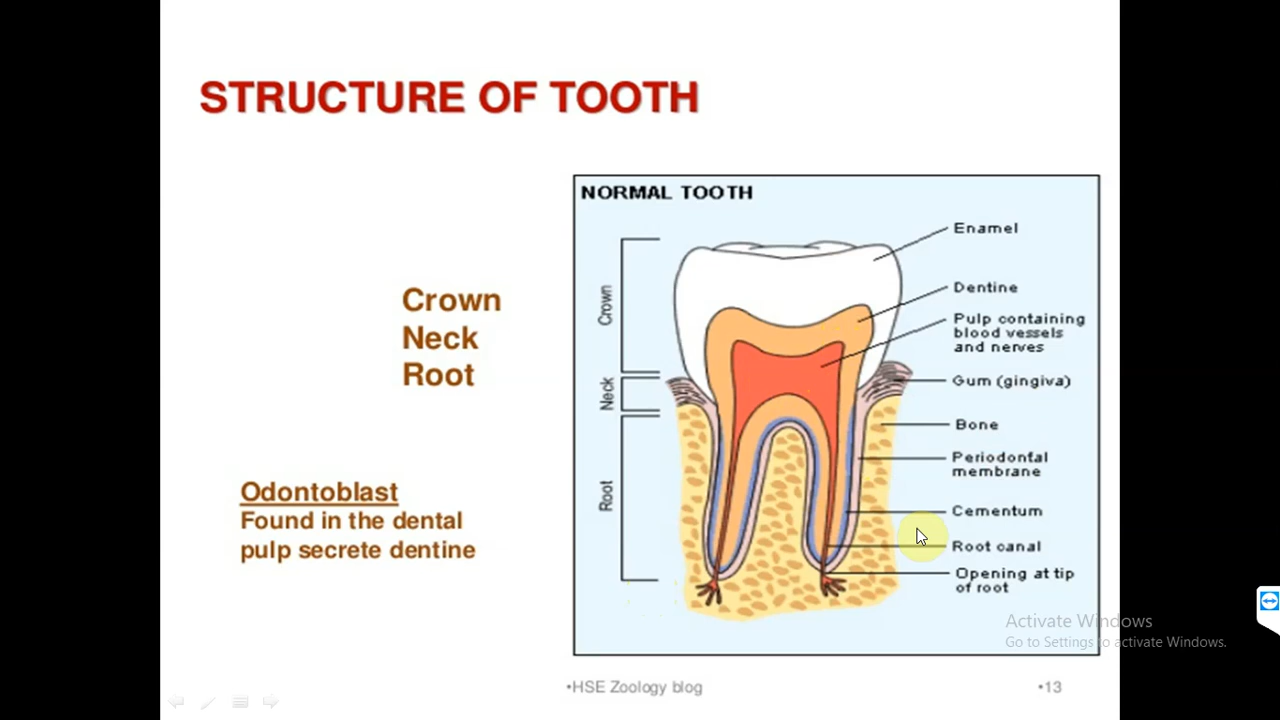 STRUCTURE OF TOOTH
Crown
Neck
Root
Odontoblast
Found in the dental
pulp secrete dentine
NORMAL TOOTH
Crown
Neck
Root
Enamel
Dentine
Pulp containing
blood vessels
and nerves
Gum (gingiva)
Bone
Periodontal
membrane
Cementum
Root canal
Opening at tip
of root
Activate Windows
Go to Settings to activate Windows.
•HSE Zoology blog
•13